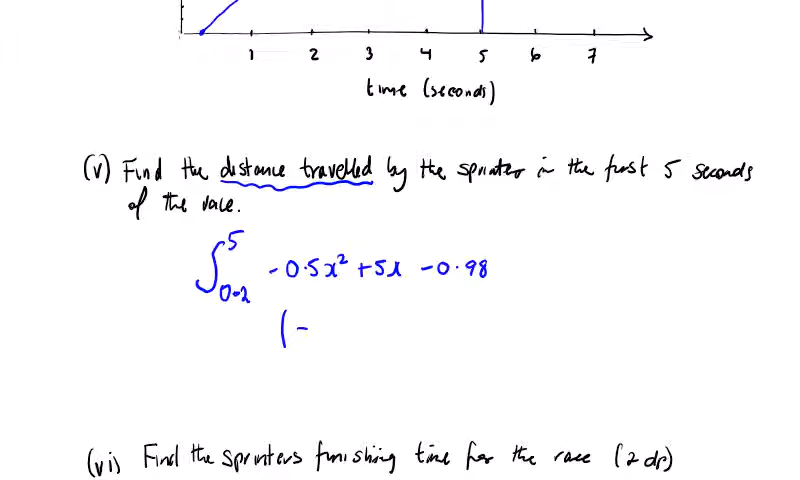 1 2 3 4 5 6 7
time (seconds)
(v) Find the distance travelled by the sprinter in the first 5 seconds
of the race.
∫₀.₂⁵ -0.5x² + 5x - 0.98
(-
(vi) Find the sprinters finishing time for the race (2 dp)